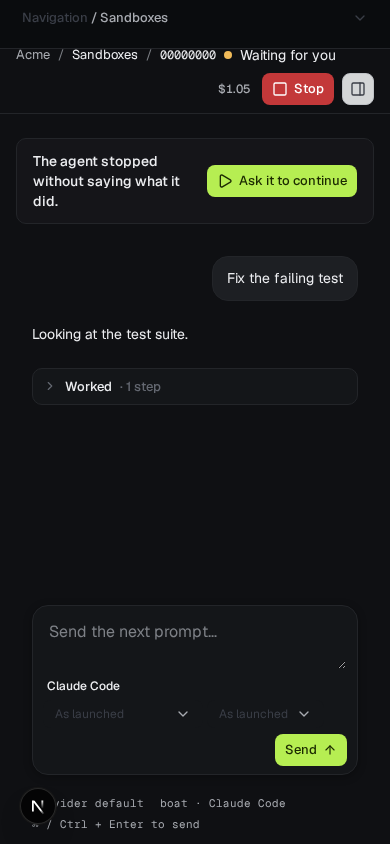 Navigation / Sandboxes
Acme / Sandboxes / 00000000 Waiting for you
$1.05 Stop
The agent stopped
without saying what it
did.
Ask it to continue
Fix the failing test
Looking at the test suite.
Worked · 1 step
Send the next prompt...
Claude Code
As launched As launched
Send ↑
N
default boat · Claude Code
/ Ctrl + Enter to send